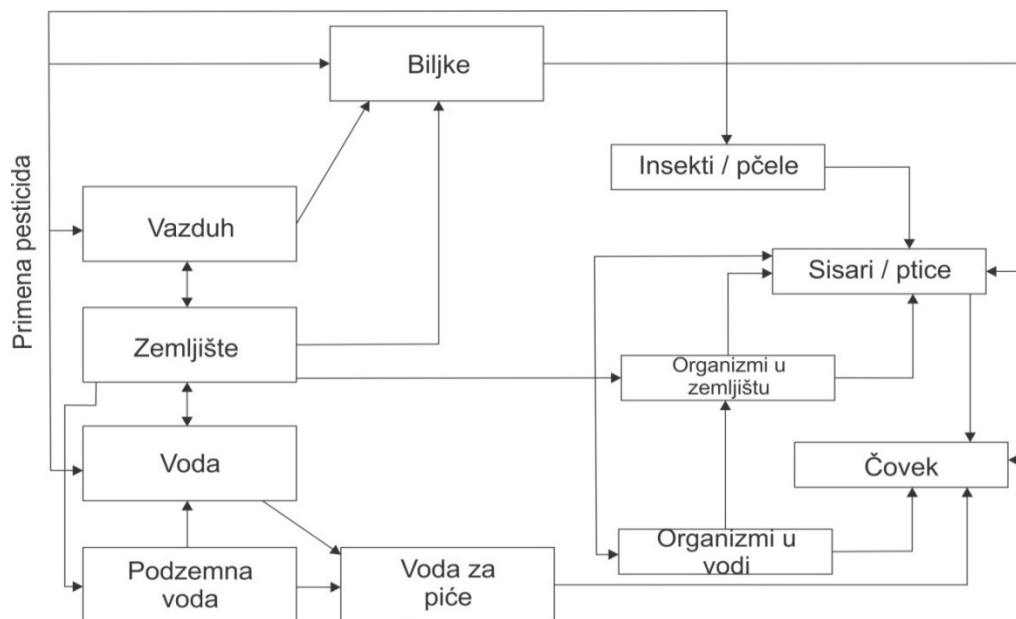 Primena pesticida
Biljke
Insekti / pčele
Vazduh
Sisari / ptice
Zemljište
Organizmi u
zemljištu
Voda
Čovek
Podzemna
voda
Voda za
piće
Organizmi u
vodi